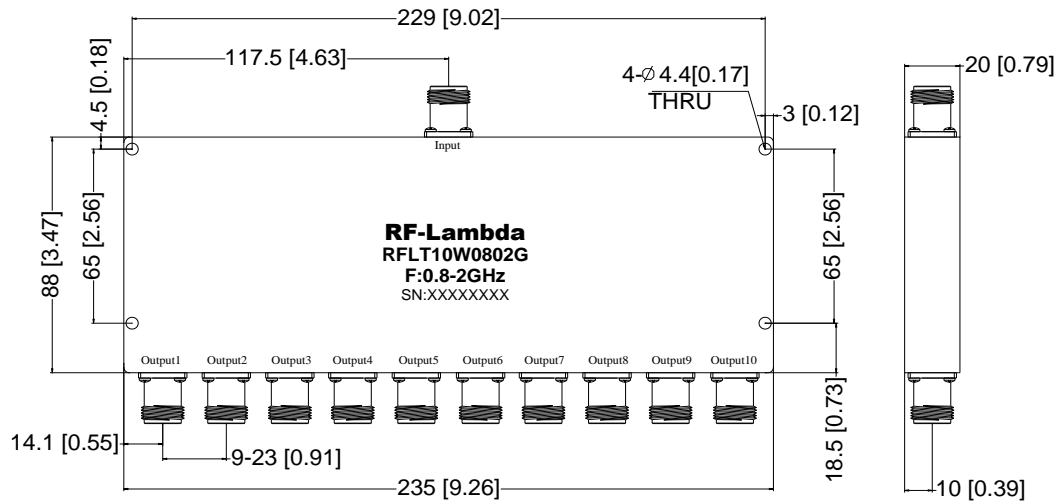 229 [9.02]
117.5 [4.63]
4-Ø 4.4[0.17]
THRU
20 [0.79]
3 [0.12]
4.5 [0.18]
Input
88 [3.47]
65 [2.56]
RF-Lambda
RFLT10W0802G
F:0.8-2GHz
SN:XXXXXXXX
65 [2.56]
Output1 Output2 Output3 Output4 Output5 Output6 Output7 Output8 Output9 Output10
14.1 [0.55]
9-23 [0.91]
18.5 [0.73]
235 [9.26]
10 [0.39]